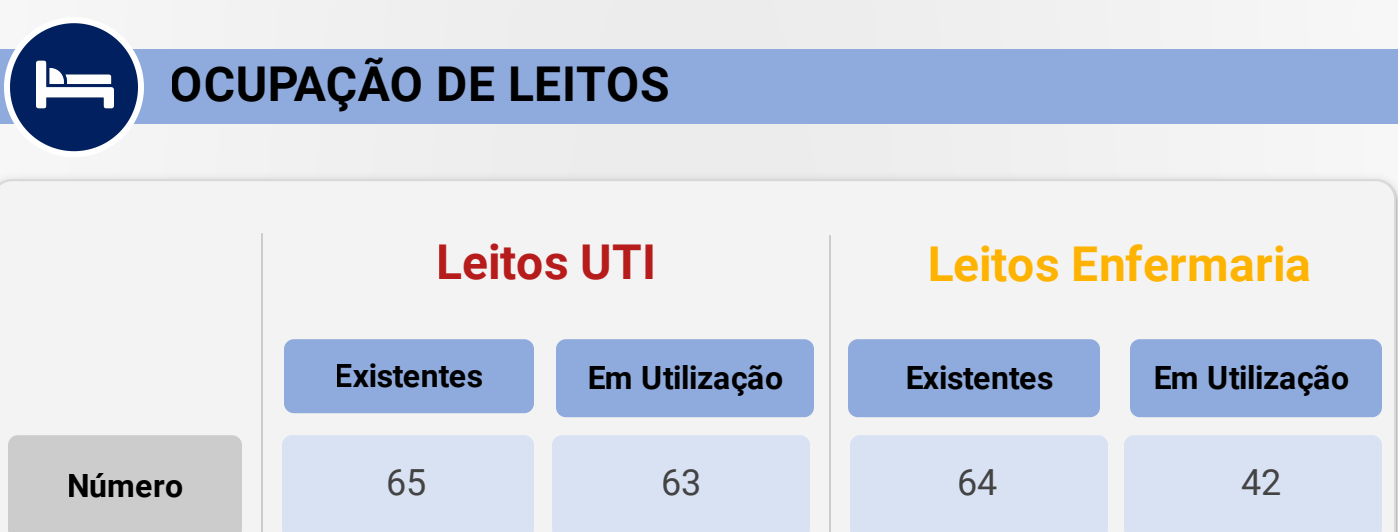 OCUPAÇÃO DE LEITOS
Leitos UTI
Leitos Enfermaria
Existentes
Em Utilização
Existentes
Em Utilização
Número
65
63
64
42